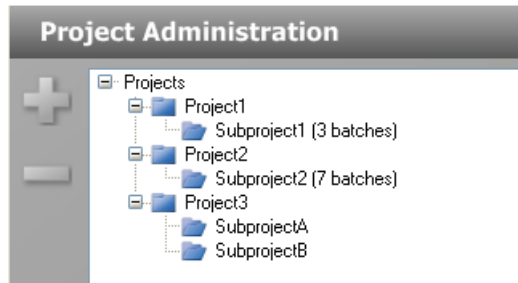 Project Administration
Projects
Project1
Subproject1 (3 batches)
Project2
Subproject2 (7 batches)
Project3
SubprojectA
SubprojectB